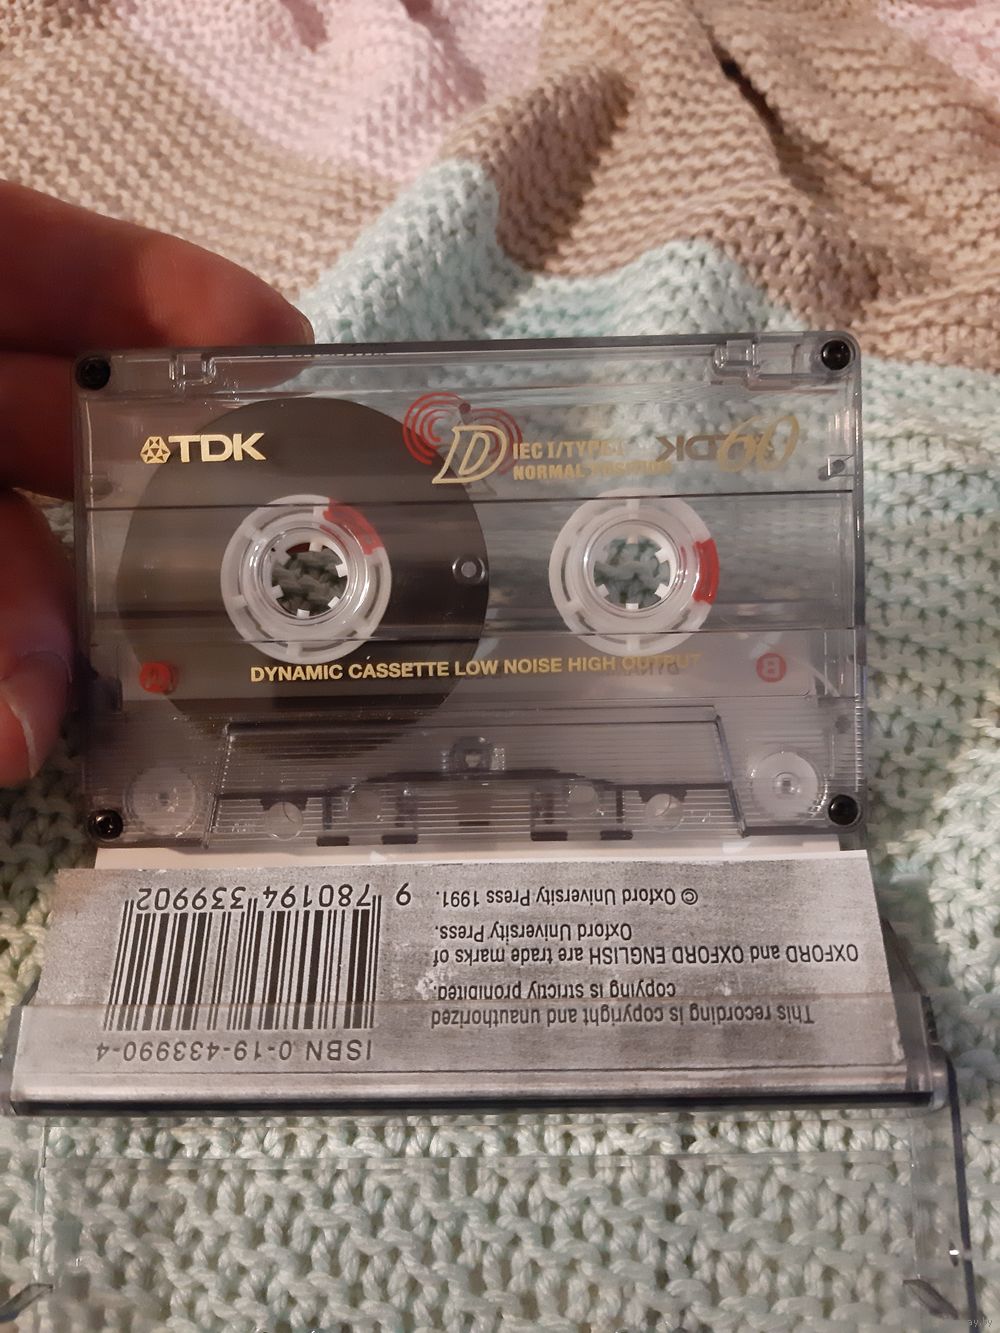 TDK
D
IEC I/TYPE I
NORMAL POSITION
TDK
60
A
DYNAMIC CASSETTE LOW NOISE HIGH OUTPUT
B
ISBN 0-19-433990-4
9 780194 339902
This recording is copyright and unauthorized
copying is strictly prohibited.
OXFORD and OXFORD ENGLISH are trade marks of
Oxford University Press.
© Oxford University Press 1991.